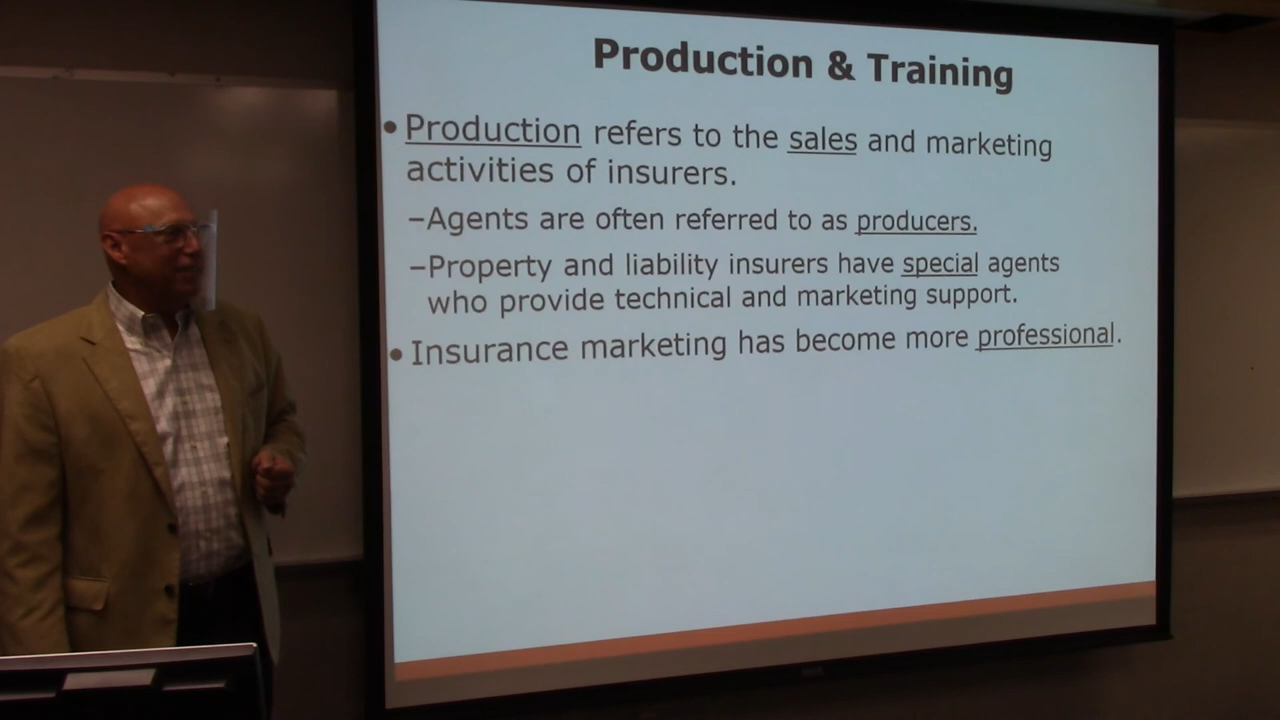 Production & Training
• Production refers to the sales and marketing
activities of insurers.
–Agents are often referred to as producers.
–Property and liability insurers have special agents
who provide technical and marketing support.
• Insurance marketing has become more professional.